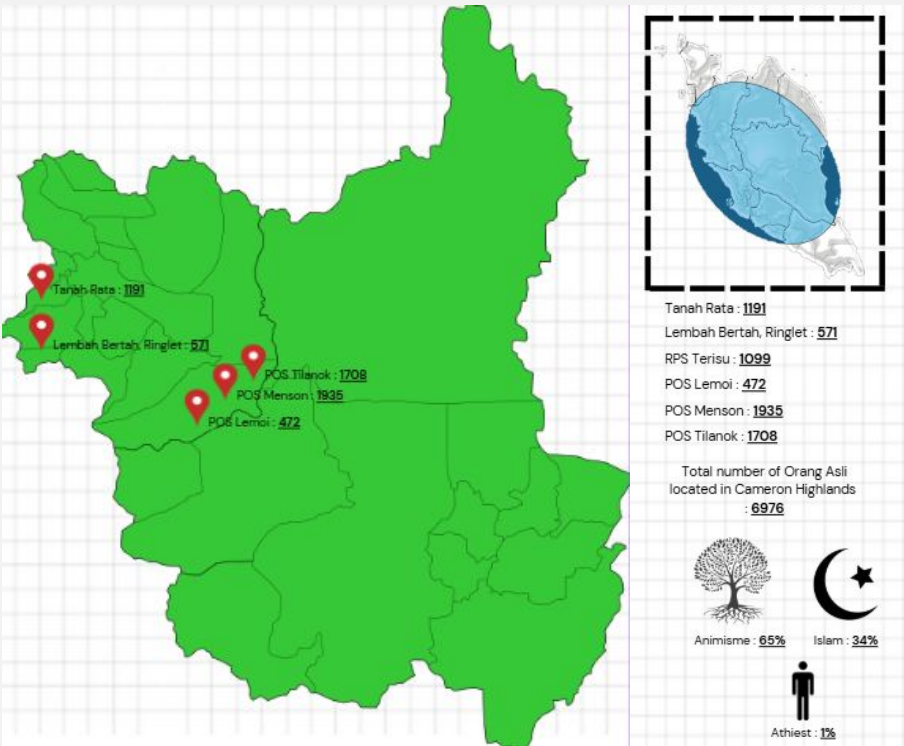 Tanah Rata : 1191
Lembah Bertah, Ringlet : 571
POS Tilanok : 1708
POS Menson : 1935
POS Lemoi : 472
Tanah Rata : 1191
Lembah Bertah, Ringlet : 571
RPS Terisu : 1099
POS Lemoi : 472
POS Menson : 1935
POS Tilanok : 1708
Total number of Orang Asli
located in Cameron Highlands
: 6976
Animisme : 65%
Islam : 34%
Athiest : 1%